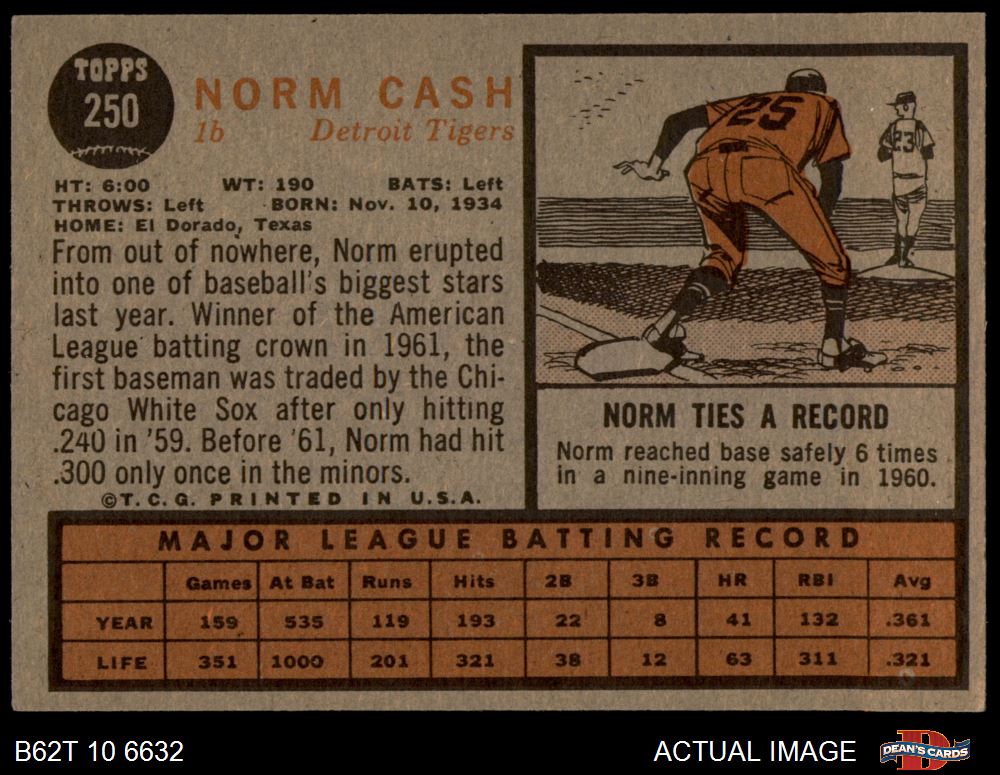 TOPPS
250
NORM CASH
1b Detroit Tigers
HT: 6:00 WT: 190 BATS: Left
THROWS: Left BORN: Nov. 10, 1934
HOME: El Dorado, Texas
From out of nowhere, Norm erupted
into one of baseball's biggest stars
last year. Winner of the American
League batting crown in 1961, the
first baseman was traded by the Chi-
cago White Sox after only hitting
.240 in '59. Before '61, Norm had hit
.300 only once in the minors.
©T. C. G. PRINTED IN U.S.A.
25
23
NORM TIES A RECORD
Norm reached base safely 6 times
in a nine-inning game in 1960.
MAJOR LEAGUE BATTING RECORD
Games At Bat Runs Hits 2B 3B HR RBI Avg
YEAR 159 535 119 193 22 8 41 132 .361
LIFE 351 1000 201 321 38 12 63 311 .321
B62T 10 6632
ACTUAL IMAGE
D
DEAN'S CARDS